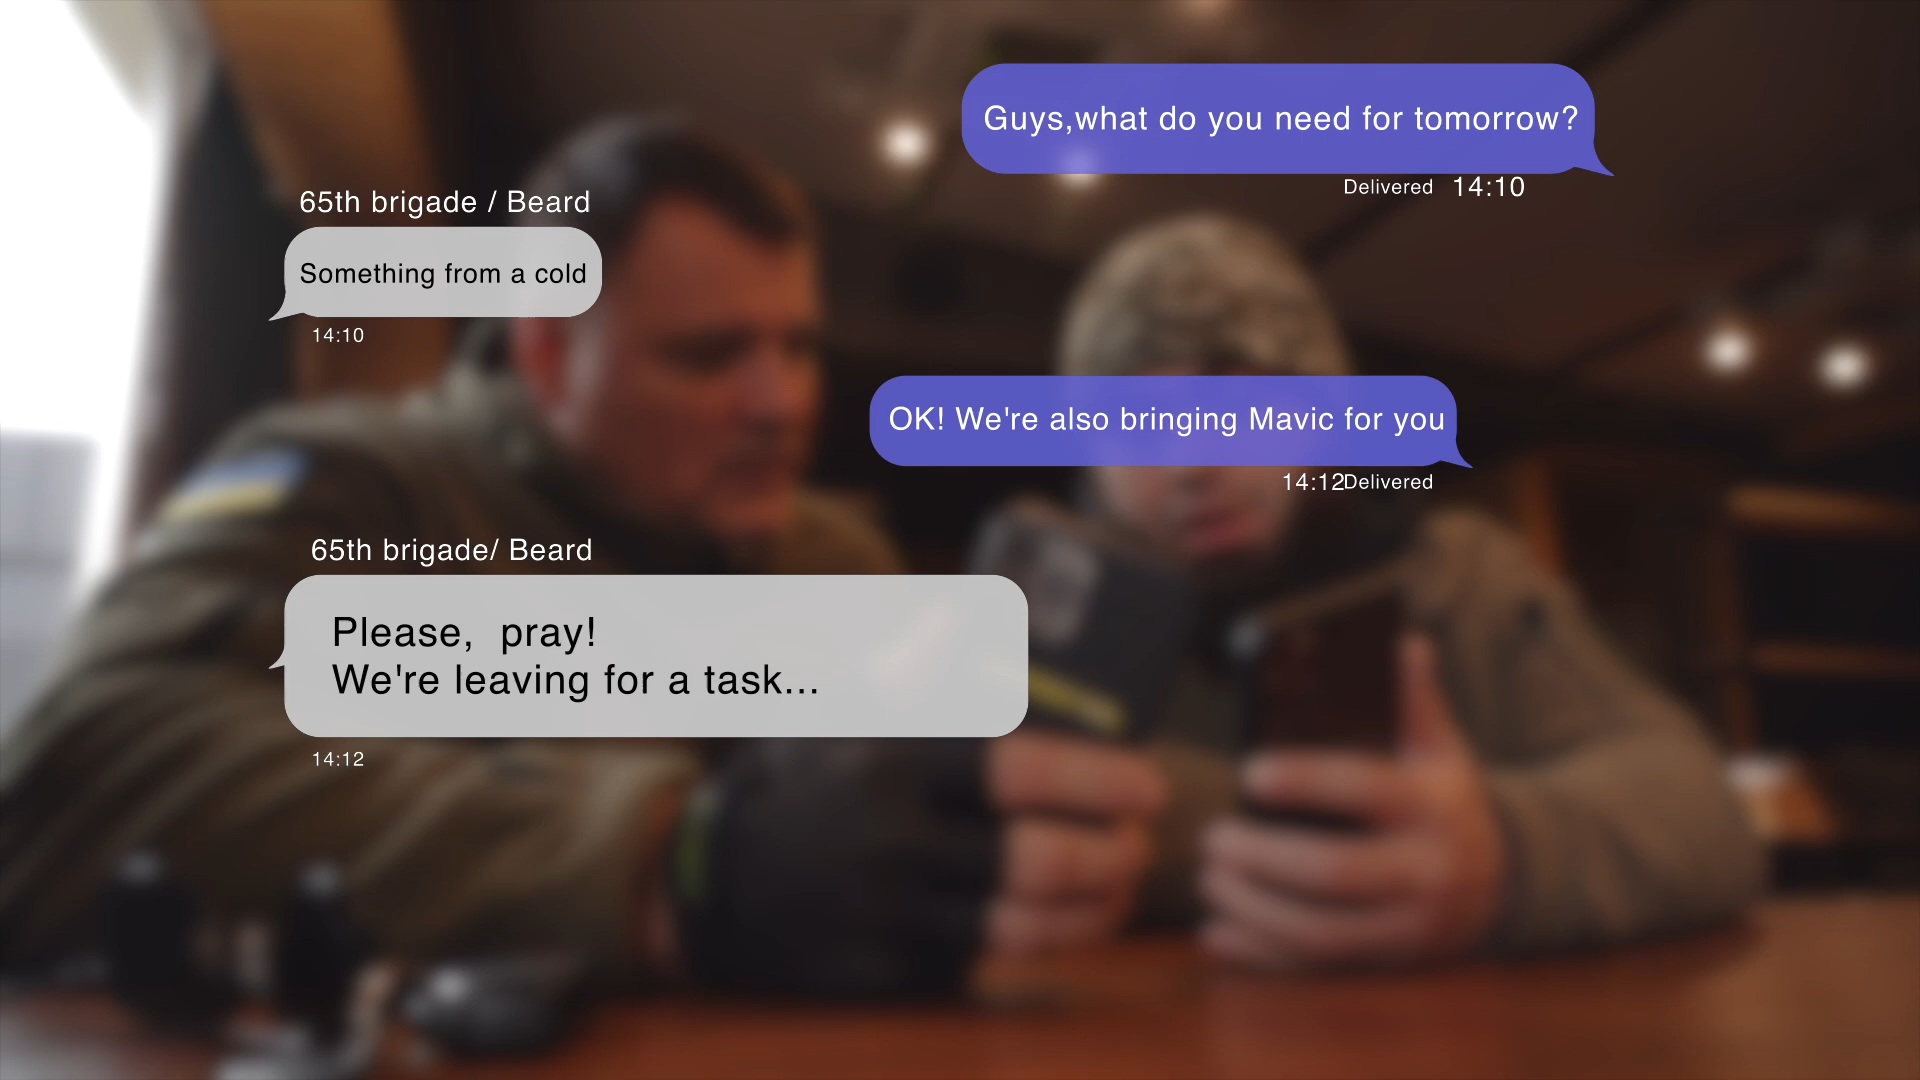 Guys,what do you need for tomorrow?
Delivered 14:10
65th brigade / Beard
Something from a cold
14:10
OK! We're also bringing Mavic for you
14:12Delivered
65th brigade/ Beard
Please, pray!
We're leaving for a task...
14:12